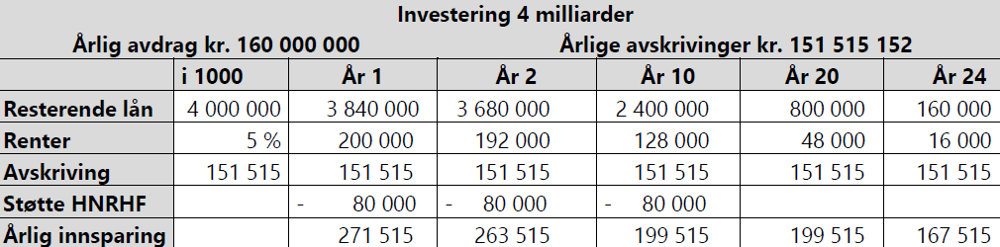 Investering 4 milliarder
Årlig avdrag kr. 160 000 000 Årlige avskrivinger kr. 151 515 152
i 1000 År 1 År 2 År 10 År 20 År 24
Resterende lån 4 000 000 3 840 000 3 680 000 2 400 000 800 000 160 000
Renter 5 % 200 000 192 000 128 000 48 000 16 000
Avskriving 151 515 151 515 151 515 151 515 151 515 151 515
Støtte HNRHF - 80 000 - 80 000 - 80 000
Årlig innsparing 271 515 263 515 199 515 199 515 167 515